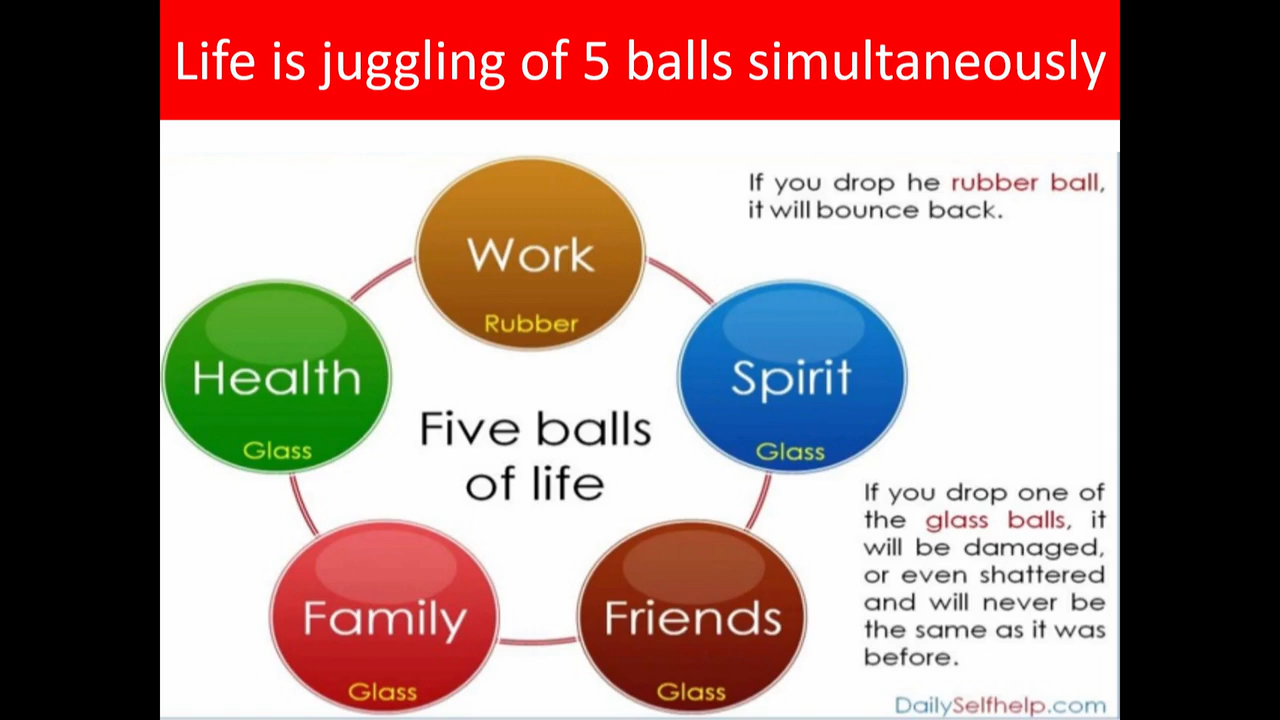 Life is juggling of 5 balls simultaneously
If you drop he rubber ball,
it will bounce back.
Work
Rubber
Health
Glass
Spirit
Glass
Five balls
of life
If you drop one of
the glass balls, it
will be damaged,
or even shattered
and will never be
the same as it was
before.
Family
Glass
Friends
Glass
DailySelfhelp.com